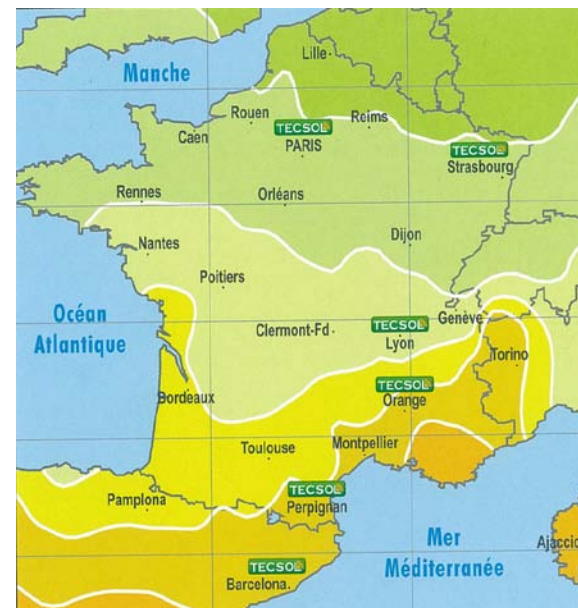 Lille
Manche
Rouen
Reims
Caen
TECSOL
PARIS
TECSOL
Strasbourg
Rennes
Orléans
Dijon
Nantes
Poitiers
Océan
Atlantique
Genève
Clermont-Fd
TECSOL
Lyon
Torino
Bordeaux
TECSOL
Orange
Toulouse
Montpellier
Pamplona
TECSOL
Perpignan
Mer
Méditerranée
Ajaccio
TECSOL
Barcelona